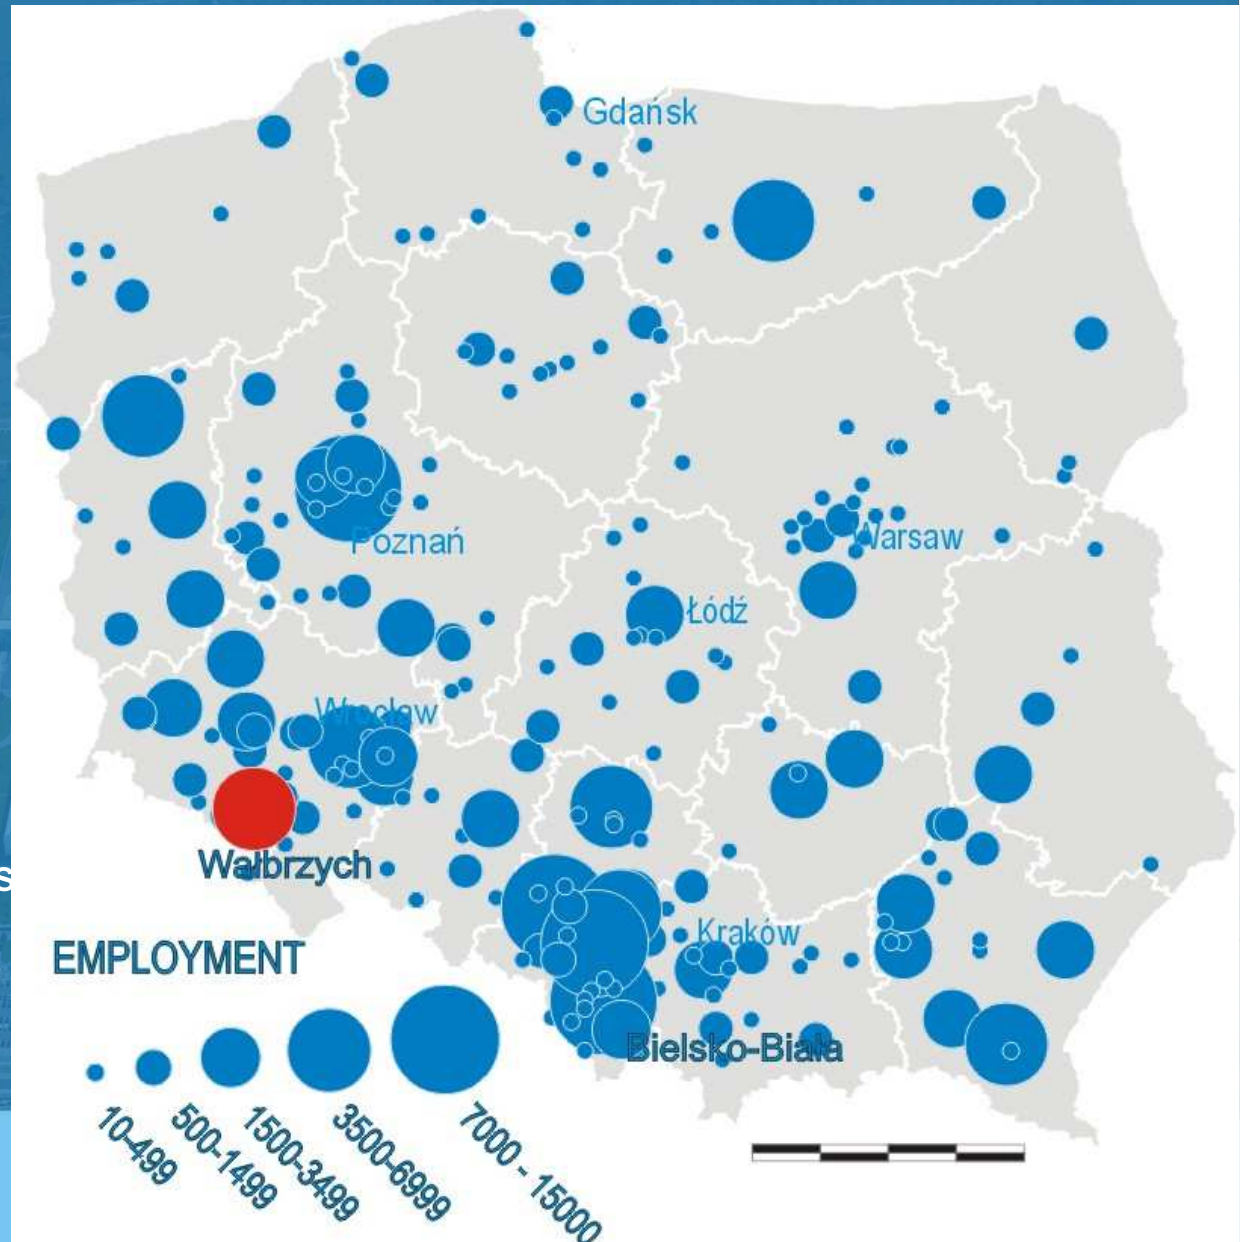 Gdańsk
Poznań
Warsaw
Łódź
Wrocław
Wałbrzych
s
Kraków
EMPLOYMENT
Bielsko-Biała
10-499
500-1499
1500-3499
3500-6999
7000 - 15000